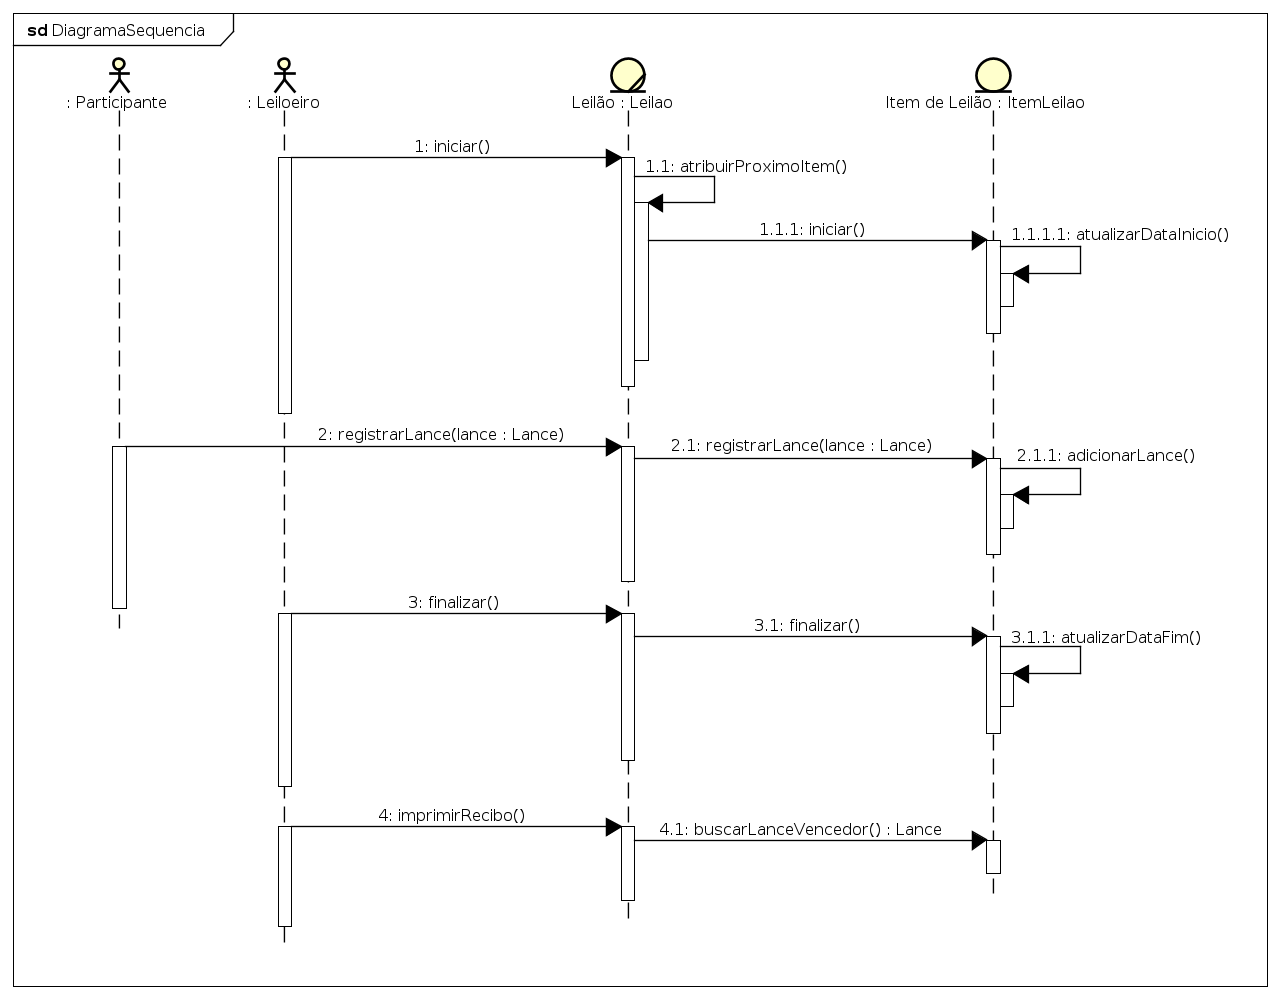 sd DiagramaSequencia
: Participante
: Leiloeiro
Leilão : Leilao
Item de Leilão : ItemLeilao
1: iniciar()
1.1: atribuirProximoItem()
1.1.1: iniciar()
1.1.1.1: atualizarDataInicio()
2: registrarLance(lance : Lance)
2.1: registrarLance(lance : Lance)
2.1.1: adicionarLance()
3: finalizar()
3.1: finalizar()
3.1.1: atualizarDataFim()
4: imprimirRecibo()
4.1: buscarLanceVencedor() : Lance